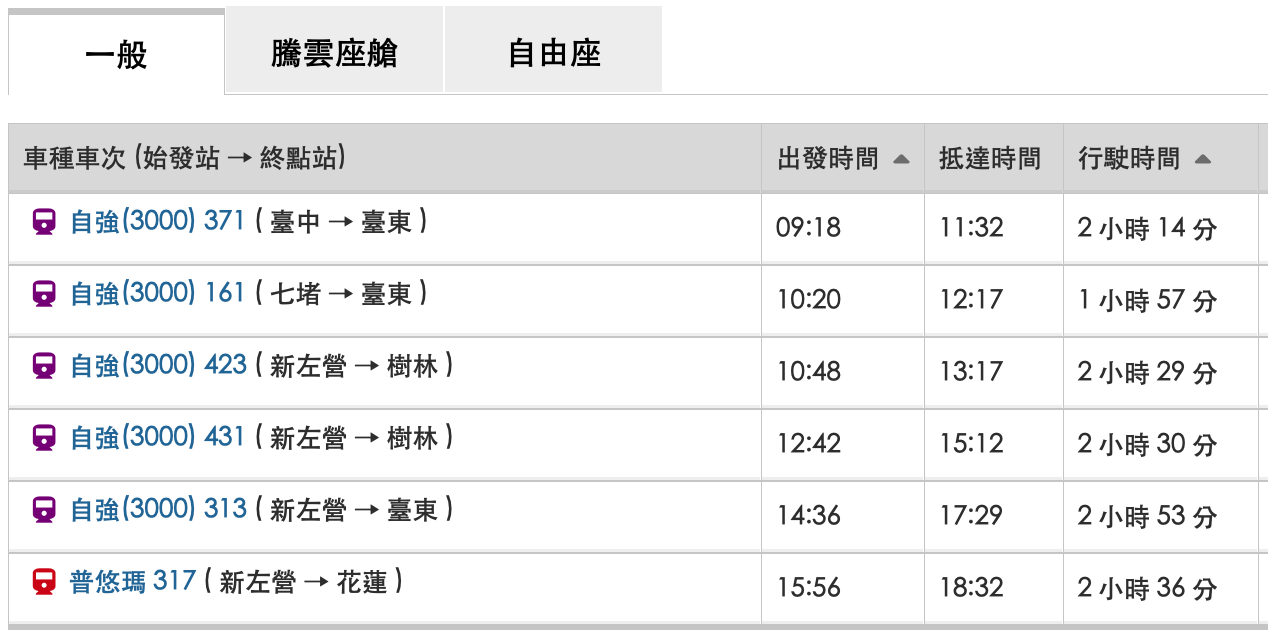 一般 騰雲座艙 自由座
車種車次 (始發站 → 終點站) 出發時間 抵達時間 行駛時間
自強(3000) 371 ( 臺中 → 臺東 ) 09:18 11:32 2 小時 14 分
自強(3000) 161 ( 七堵 → 臺東 ) 10:20 12:17 1 小時 57 分
自強(3000) 423 ( 新左營 → 樹林 ) 10:48 13:17 2 小時 29 分
自強(3000) 431 ( 新左營 → 樹林 ) 12:42 15:12 2 小時 30 分
自強(3000) 313 ( 新左營 → 臺東 ) 14:36 17:29 2 小時 53 分
普悠瑪 317 ( 新左營 → 花蓮 ) 15:56 18:32 2 小時 36 分